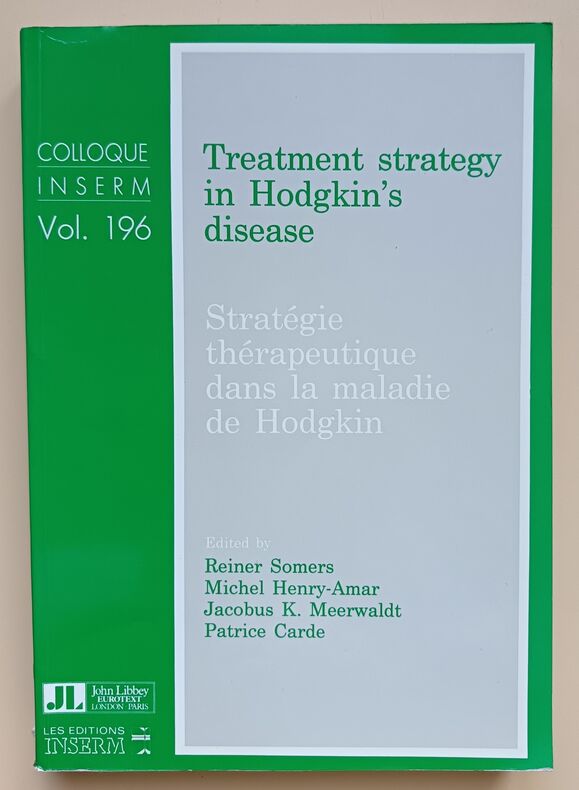 COLLOQUE
INSERM
Vol. 196
Treatment strategy
in Hodgkin's
disease
Stratégie
thérapeutique
dans la maladie
de Hodgkin
Edited by
Reiner Somers
Michel Henry-Amar
Jacobus K. Meerwaldt
Patrice Carde
JL
John Libbey
EUROTEXT
LONDON PARIS
LES EDITIONS
INSERM